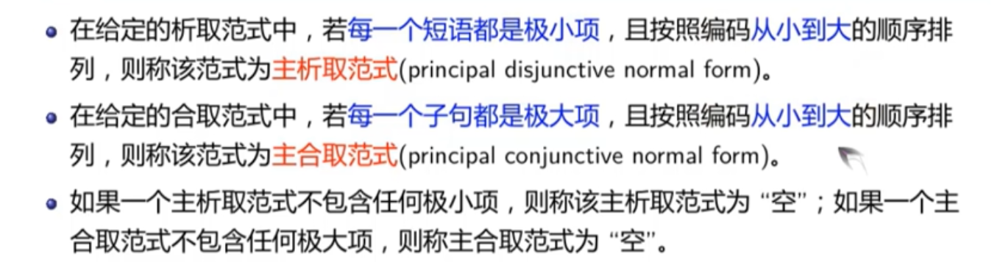 在给定的析取范式中，若每一个短语都是极小项，且按照编码从小到大的顺序排
列，则称该范式为主析取范式(principal disjunctive normal form)。
在给定的合取范式中，若每一个子句都是极大项，且按照编码从小到大的顺序排
列，则称该范式为主合取范式(principal conjunctive normal form)。
如果一个主析取范式不包含任何极小项，则称该主析取范式为 “空”；如果一个主
合取范式不包含任何极大项，则称主合取范式为 “空”。